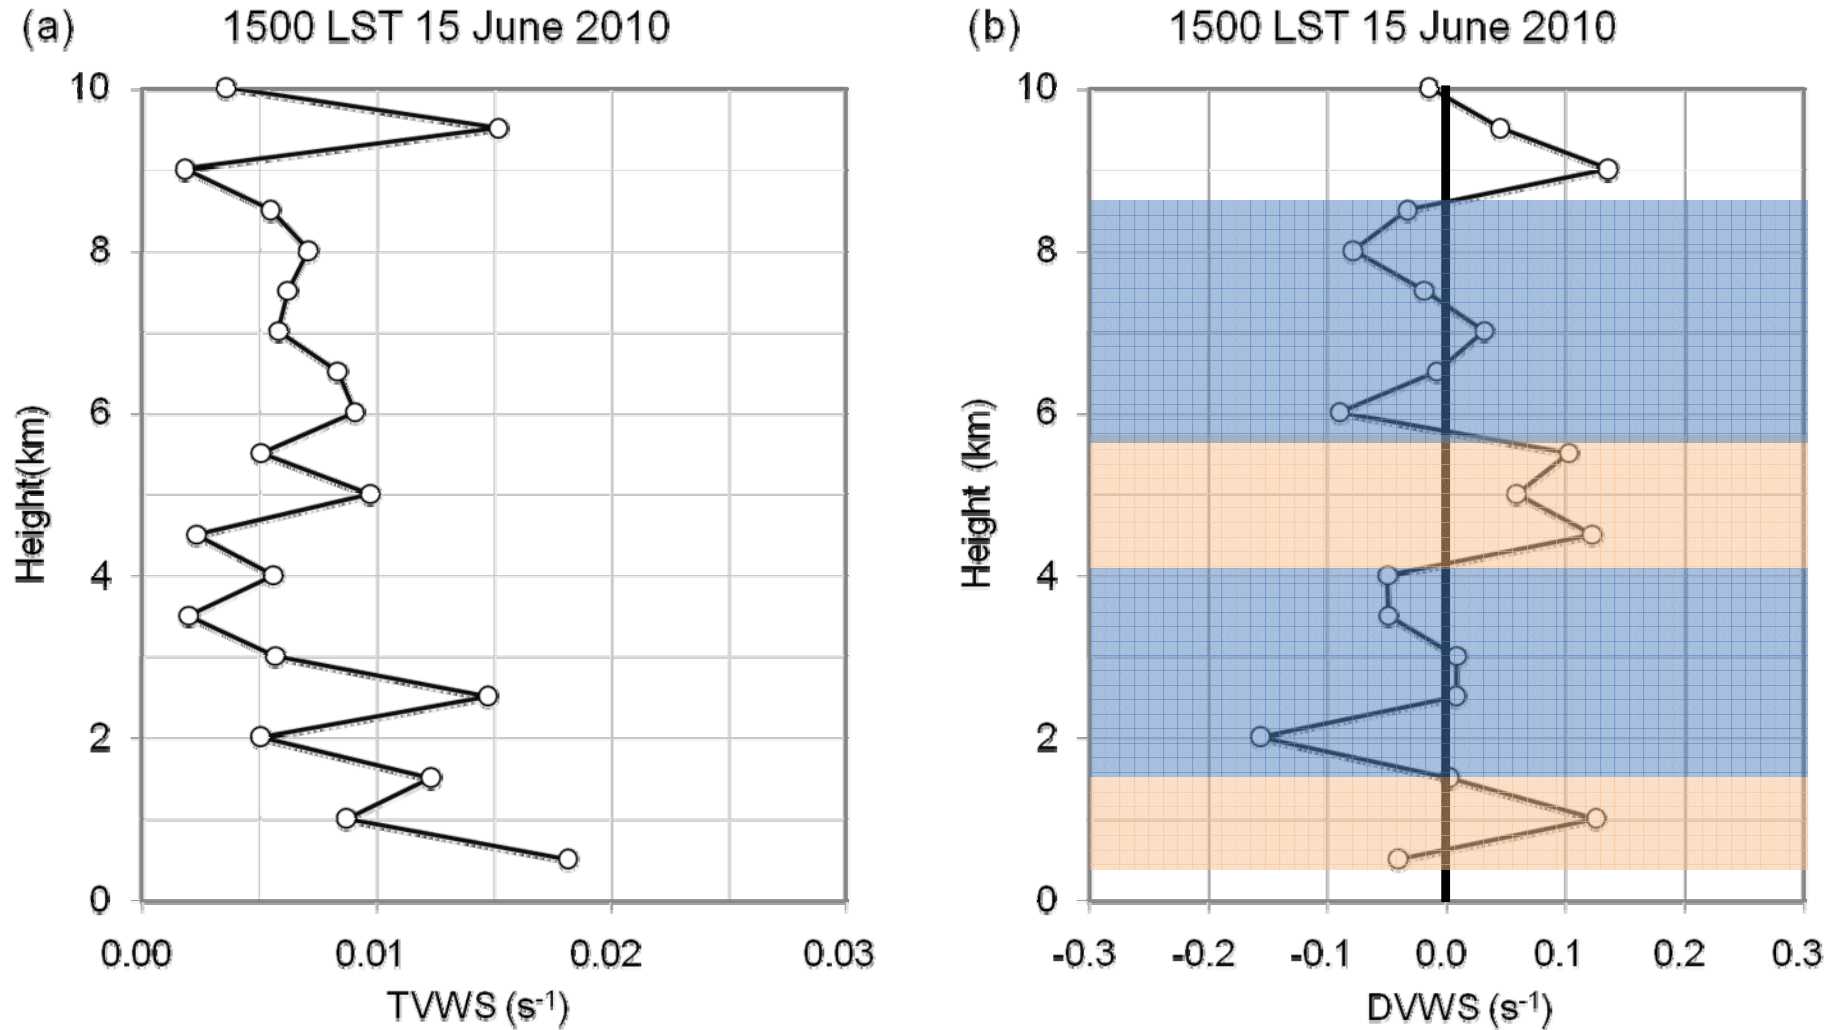 (a) 1500 LST 15 June 2010
10
8
6
4
2
0
Height(km)
0.00 0.01 0.02 0.03
TVWS (s⁻¹)
(b) 1500 LST 15 June 2010
10
8
6
4
2
0
Height (km)
-0.3 -0.2 -0.1 0.0 0.1 0.2 0.3
DVWS (s⁻¹)